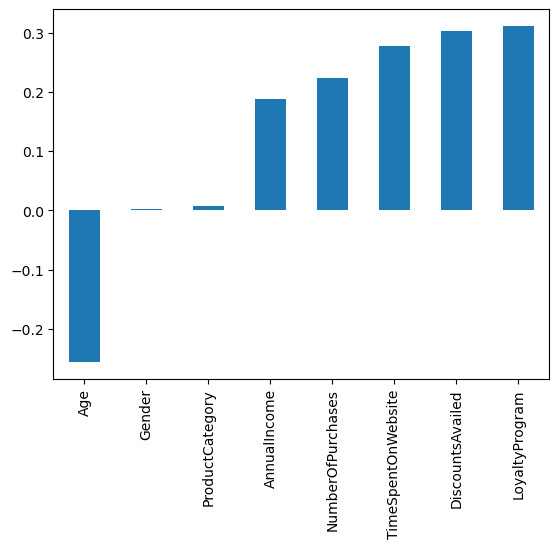 0.3
0.2
0.1
0.0
−0.1
−0.2
Age
Gender
ProductCategory
AnnualIncome
NumberOfPurchases
TimeSpentOnWebsite
DiscountsAvailed
LoyaltyProgram